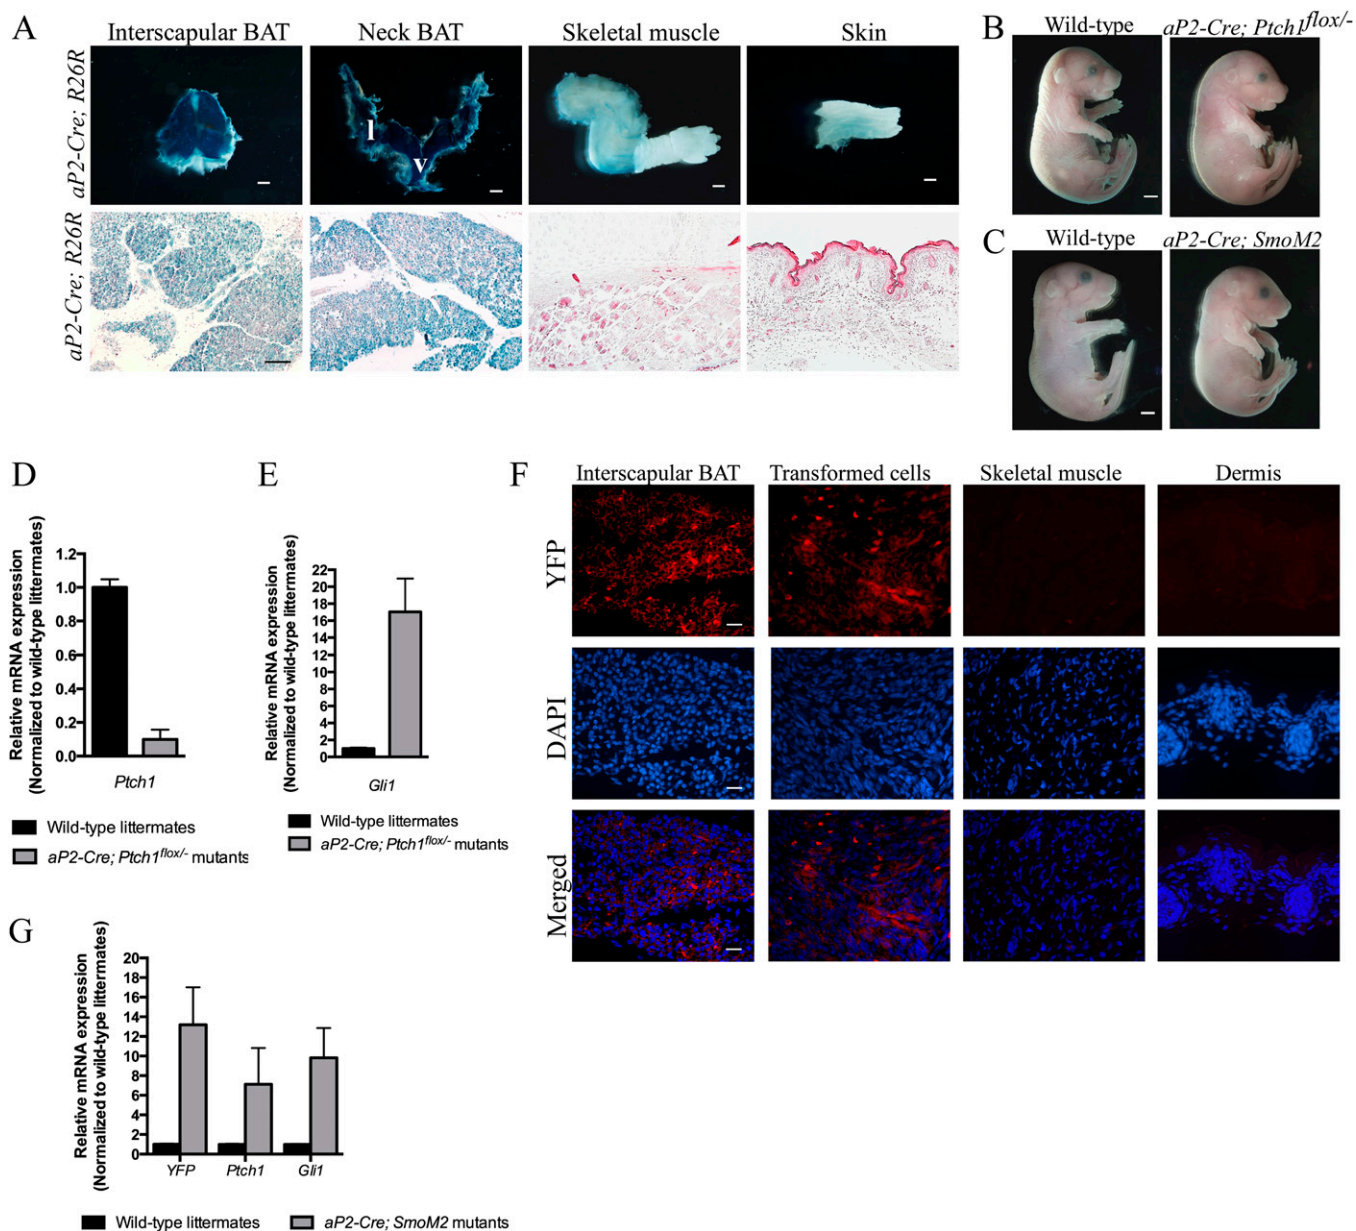 A
Interscapular BAT
Neck BAT
Skeletal muscle
Skin
aP2-Cre; R26R
l
v
aP2-Cre; R26R
B
Wild-type
aP2-Cre; Ptch1flox/-
C
Wild-type
aP2-Cre; SmoM2
D
Relative mRNA expression
(Normalized to wild-type littermates)
1.2
1.0
0.8
0.6
0.4
0.2
0.0
Ptch1
Wild-type littermates
aP2-Cre; Ptch1flox/- mutants
E
Relative mRNA expression
(Normalized to wild-type littermates)
22
20
18
16
14
12
10
8
6
4
2
0
Gli1
Wild-type littermates
aP2-Cre; Ptch1flox/- mutants
F
Interscapular BAT
Transformed cells
Skeletal muscle
Dermis
YFP
DAPI
Merged
G
Relative mRNA expression
(Normalized to wild-type littermates)
20
18
16
14
12
10
8
6
4
2
0
YFP
Ptch1
Gli1
Wild-type littermates
aP2-Cre; SmoM2 mutants